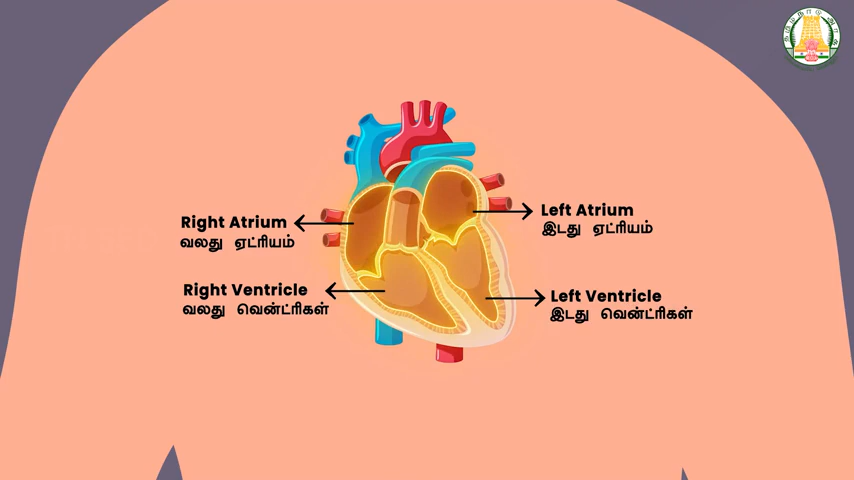 Right Atrium
வலது ஏட்ரியம்
Left Atrium
இடது ஏட்ரியம்
Right Ventricle
வலது வென்ட்ரிகள்
Left Ventricle
இடது வென்ட்ரிகள்